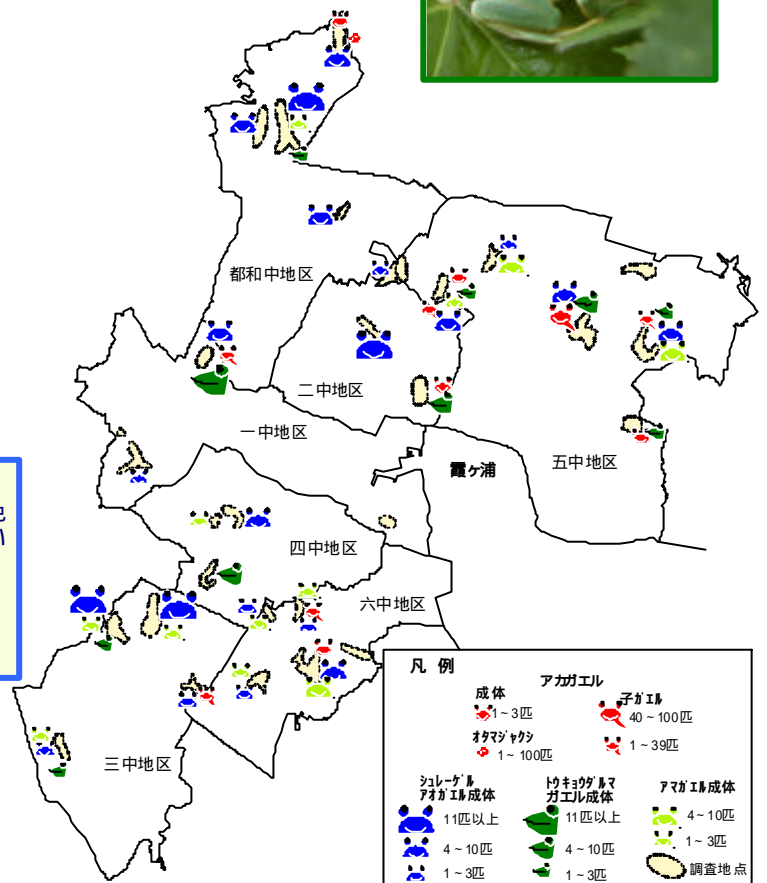 都和中地区
二中地区
一中地区
霞ヶ浦
五中地区
四中地区
六中地区
三中地区
凡 例
アカガエル
成体
1~3匹
子ガエル
40~100匹
オタマジャクシ
1~100匹
1~39匹
シュレーゲル
アオガエル成体
11匹以上
4~10匹
1~3匹
トウキョウダルマ
ガエル成体
11匹以上
4~10匹
1~3匹
アマガエル成体
4~10匹
1~3匹
調査地点